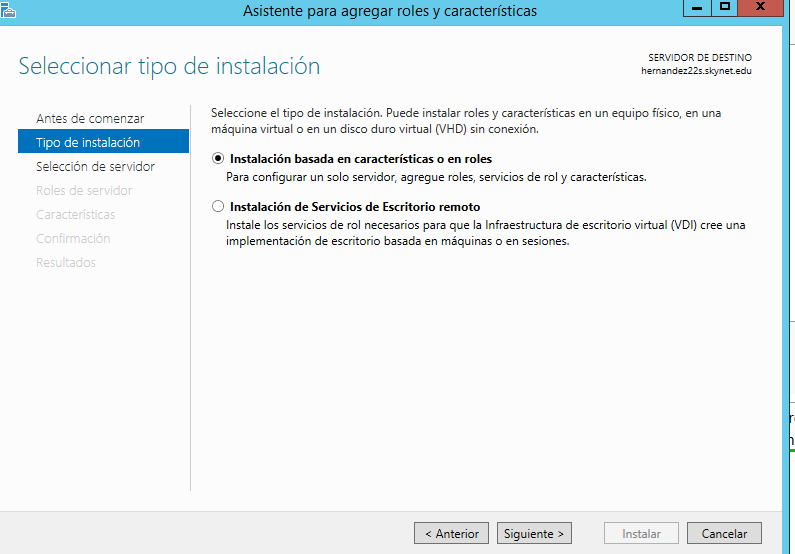 Asistente para agregar roles y características
Seleccionar tipo de instalación
SERVIDOR DE DESTINO
hernandez22s.skynet.edu
Antes de comenzar
Tipo de instalación
Selección de servidor
Roles de servidor
Características
Confirmación
Resultados
Seleccione el tipo de instalación. Puede instalar roles y características en un equipo físico, en una
máquina virtual o en un disco duro virtual (VHD) sin conexión.
Instalación basada en características o en roles
Para configurar un solo servidor, agregue roles, servicios de rol y características.
Instalación de Servicios de Escritorio remoto
Instale los servicios de rol necesarios para que la Infraestructura de escritorio virtual (VDI) cree una
implementación de escritorio basada en máquinas o en sesiones.
< Anterior
Siguiente >
Instalar
Cancelar